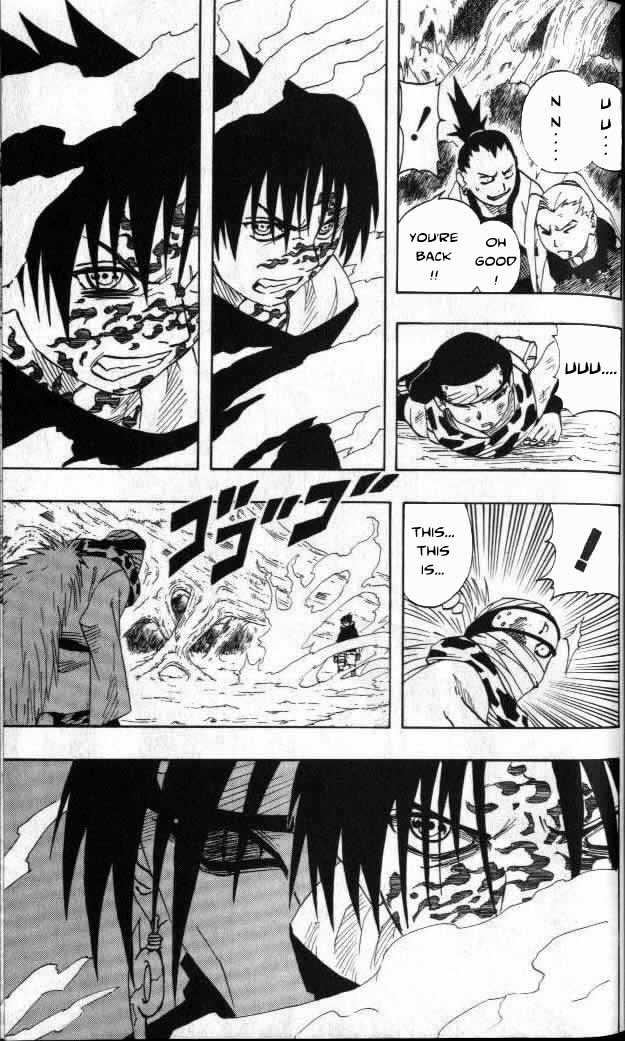 UU...
NN....
!
OH
GOOD
!
YOU'RE
BACK
!!
UUU....
!
THIS...
THIS
IS...
ゴゴゴ